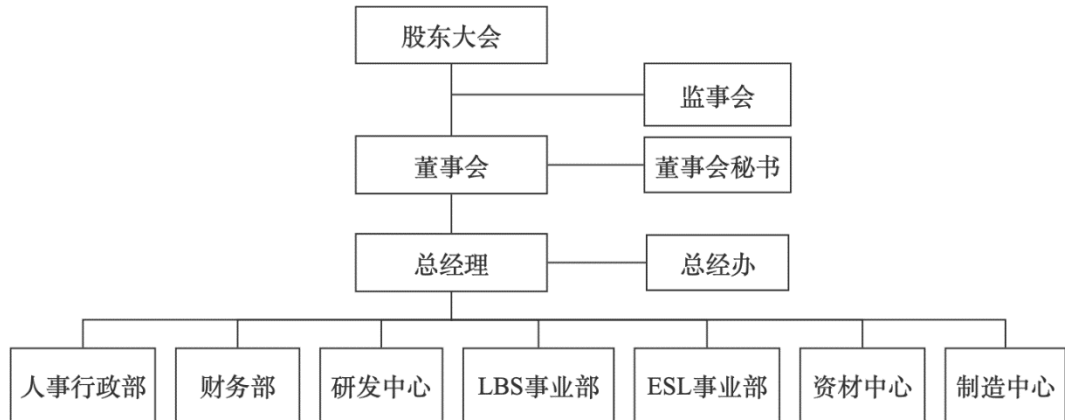 股东大会
监事会
董事会
董事会秘书
总经理
总经办
人事行政部
财务部
研发中心
LBS事业部
ESL事业部
资材中心
制造中心